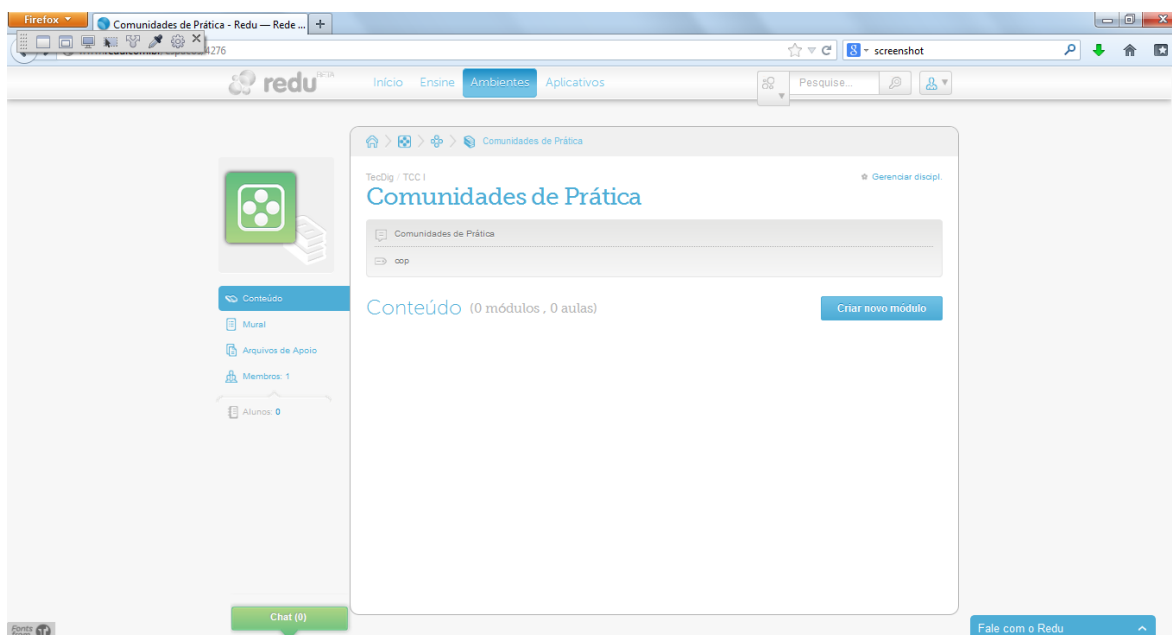 Firefox
Comunidades de Prática - Redu — Rede ...
4276
screenshot
redu BETA
Início Ensine Ambientes Aplicativos
Pesquise...
Comunidades de Prática
TecDig / TCC I
Gerenciar discipl.
Comunidades de Prática
Comunidades de Prática
cop
Conteúdo
Conteúdo (0 módulos , 0 aulas)
Criar novo módulo
Mural
Arquivos de Apoio
Membros: 1
Alunos: 0
Chat (0)
Fonts
Fale com o Redu